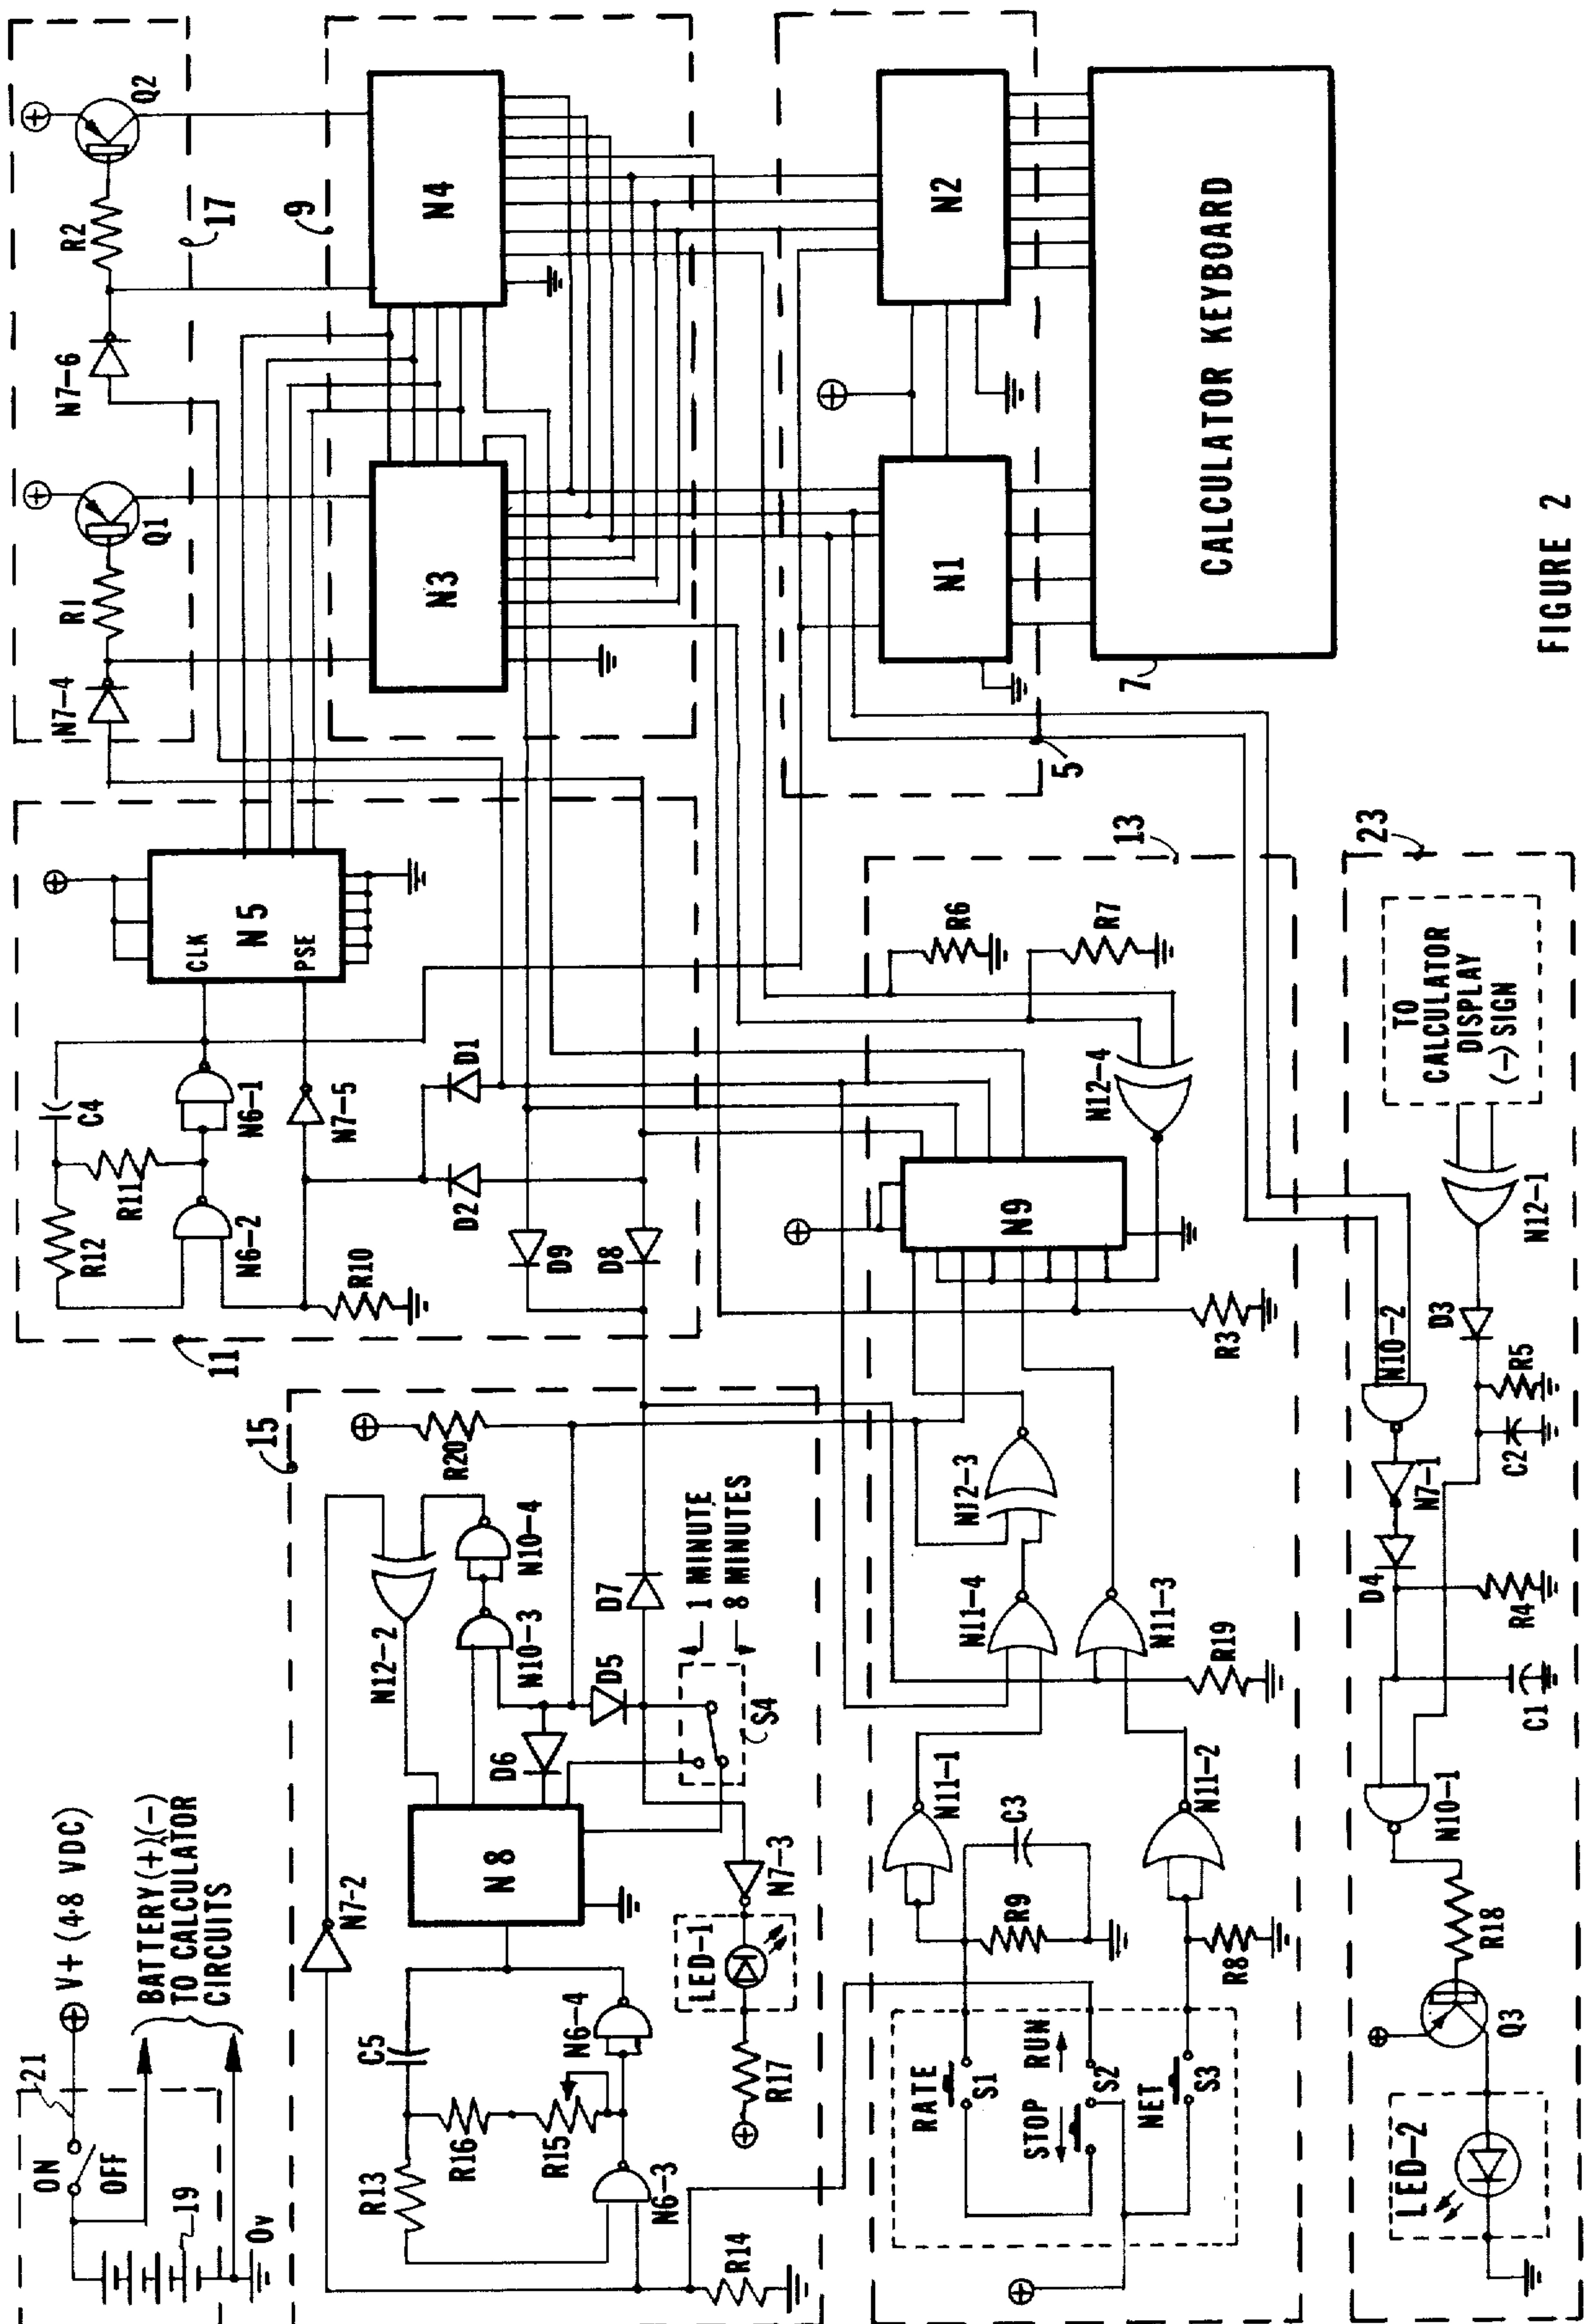 21
ON
OFF
V+ (4.8 VDC)
BATTERY (+)(-)
TO CALCULATOR
CIRCUITS
19
0v
15
N7-2
R20
N12-2
N10-4
N10-3
C5
R13
R16
R15
N6-4
N6-3
R14
N8
D6
D5
D7
1 MINUTE
8 MINUTES
S4
N7-3
LED-1
R17
11
R12
R11
C4
N6-2
N6-1
R10
N7-5
CLK
N5
PSE
D2
D1
D9
D8
N7-4
R1
Q1
N7-6
R2
Q2
17
9
N3
N4
N1
N2
5
7
CALCULATOR KEYBOARD
13
R6
R7
N12-4
N9
R3
N12-3
N11-4
N11-3
R19
N11-1
N11-2
C3
R9
R8
RATE
S1
STOP RUN
S2
NET
S3
23
TO
CALCULATOR
DISPLAY
(-) SIGN
N12-1
D3
N10-2
R5
C2
N7-1
D4
R4
C1
N10-1
R18
Q3
LED-2
FIGURE 2